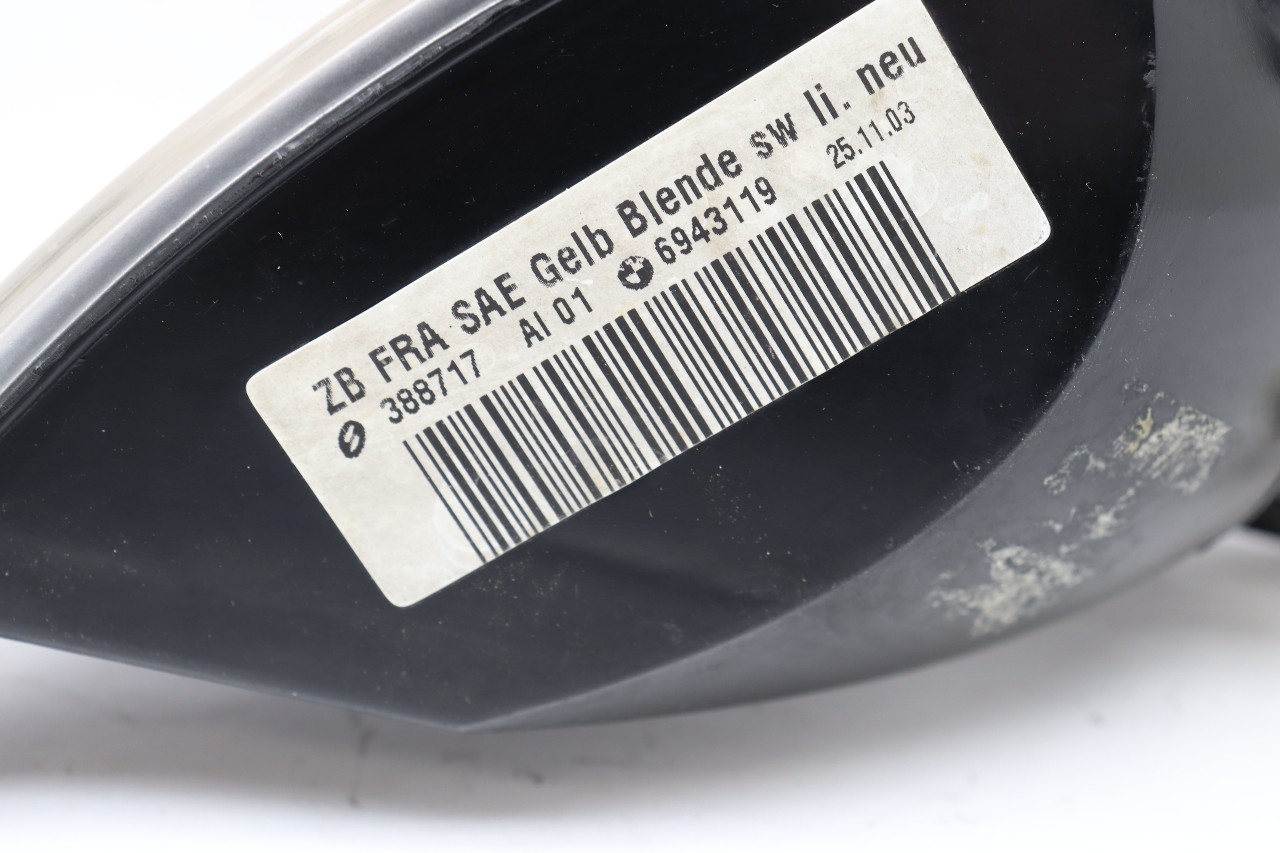 ZB FRA SAE Gelb Blende sw li. neu
388717 AI 01 6943119 25.11.03